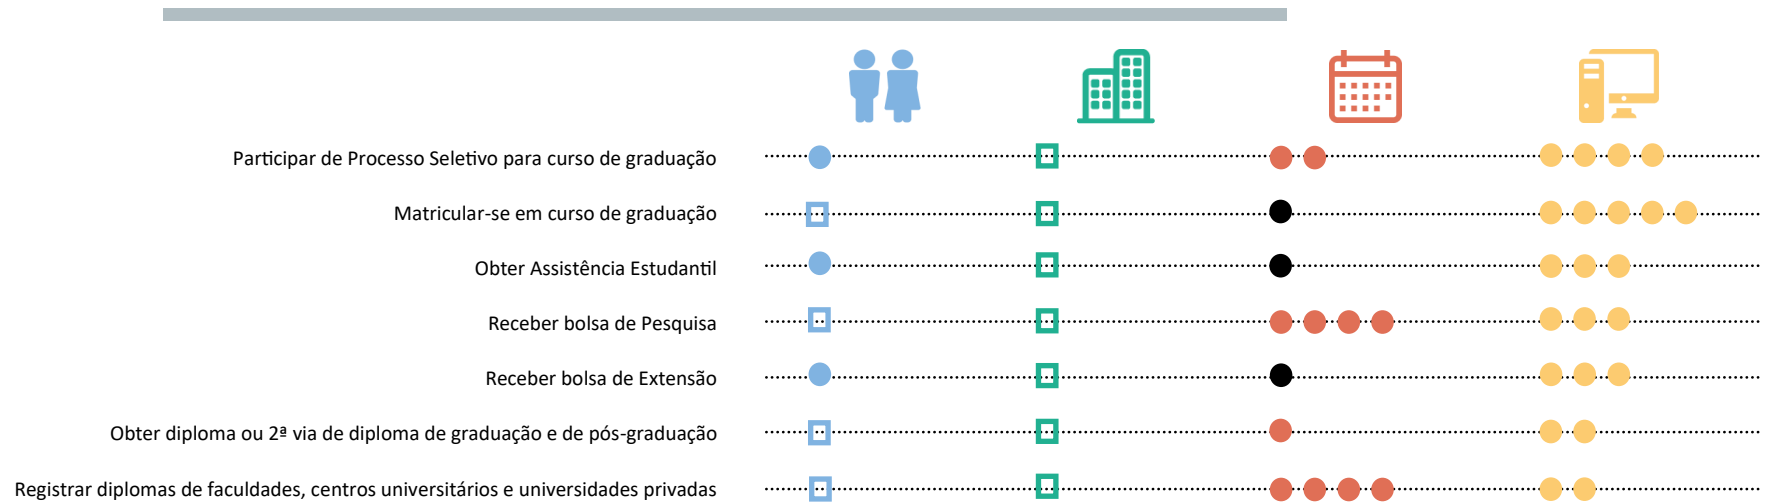 Participar de Processo Seletivo para curso de graduação
Matricular-se em curso de graduação
Obter Assistência Estudantil
Receber bolsa de Pesquisa
Receber bolsa de Extensão
Obter diploma ou 2ª via de diploma de graduação e de pós-graduação
Registrar diplomas de faculdades, centros universitários e universidades privadas